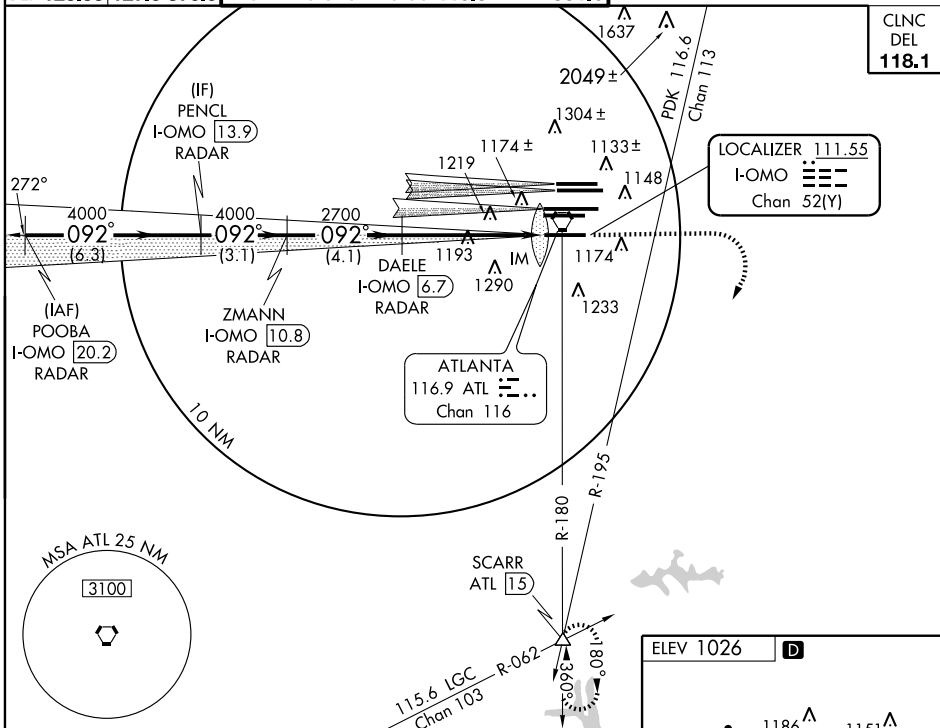 1637
CLNC
DEL
118.1
2049 ±
PDK 116.6
Chan 113
(IF)
PENCL
I-OMO 13.9
RADAR
1304 ±
1174 ±
1133 ±
1219
1148
LOCALIZER 111.55
I-OMO
Chan 52(Y)
272°
4000
092°
(6.3)
4000
092°
(3.1)
2700
092°
(4.1)
1193
DAELE
I-OMO 6.7
RADAR
1290
IM
1174
1233
(IAF)
POOBA
I-OMO 20.2
RADAR
ZMANN
I-OMO 10.8
RADAR
ATLANTA
116.9 ATL
Chan 116
10 NM
R-195
R-180
MSA ATL 25 NM
3100
SCARR
ATL 15
R-062
115.6 LGC
Chan 103
360°
180°
ELEV 1026
D
1186
1151